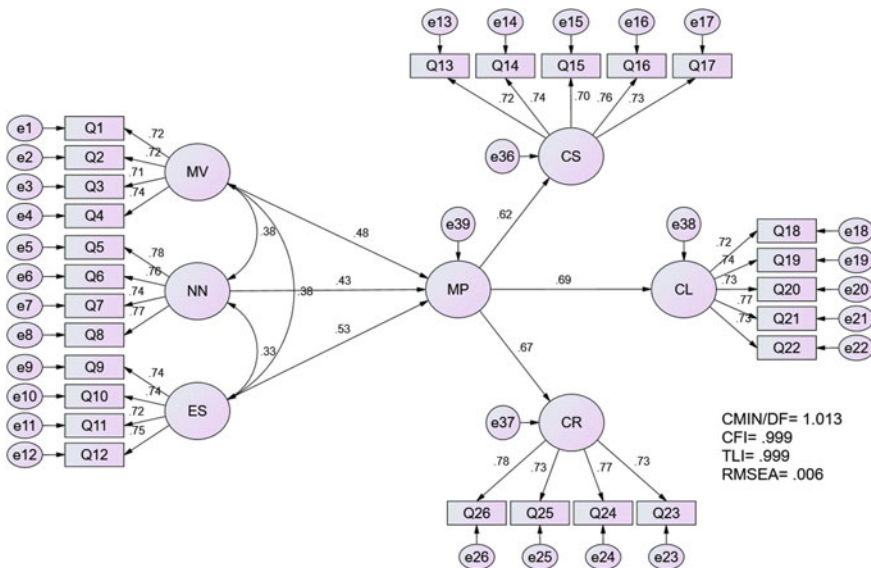 e13 e14 e15 e16 e17
Q13 Q14 Q15 Q16 Q17
.72 .74 .70 .76 .73
e36 CS
e1 Q1 .72
e2 Q2 .72
e3 Q3 .71
e4 Q4 .74
MV
e5 Q5 .78
e6 Q6 .76
e7 Q7 .74
e8 Q8 .77
NN
e9 Q9 .74
e10 Q10 .74
e11 Q11 .72
e12 Q12 .75
ES
.38
.38
.33
.48
.43
.53
e39
MP
.62
.69
.67
e38
CL
.72 Q18 e18
.74 Q19 e19
.73 Q20 e20
.77 Q21 e21
.73 Q22 e22
e37 CR
.78 .73 .77 .73
Q26 Q25 Q24 Q23
e26 e25 e24 e23
CMIN/DF= 1.013
CFI= .999
TLI= .999
RMSEA= .006